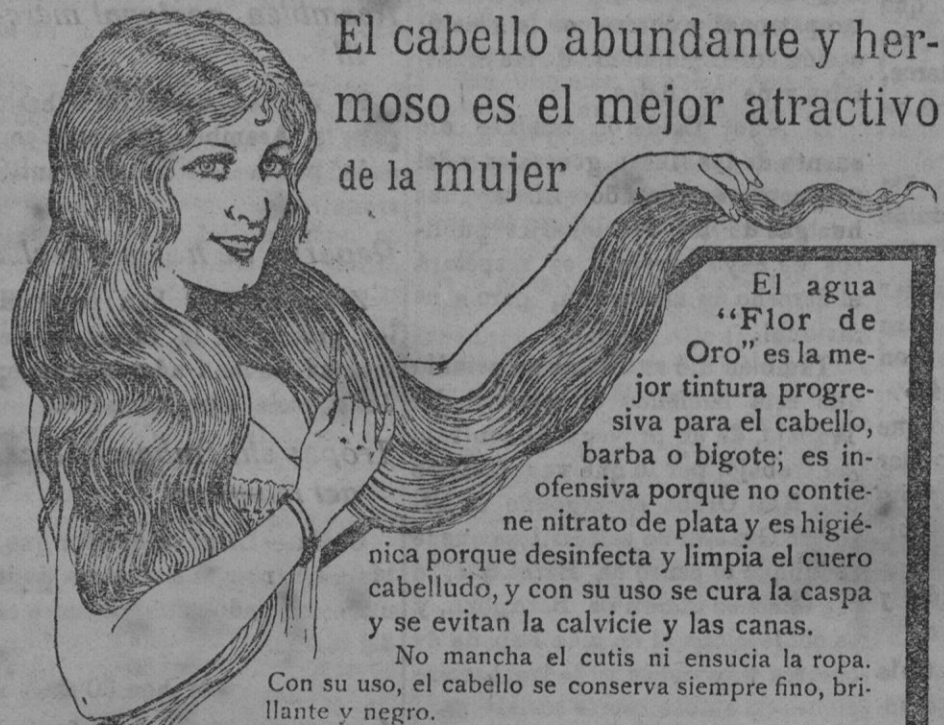 El cabello abundante y her-
moso es el mejor atractivo
de la mujer
El agua
"Flor de
Oro" es la me-
jor tintura progre-
siva para el cabello,
barba o bigote; es in-
ofensiva porque no contie-
ne nitrato de plata y es higié-
nica porque desinfecta y limpia el cuero
cabelludo, y con su uso se cura la caspa
y se evitan la calvicie y las canas.
No mancha el cutis ni ensucia la ropa.
Con su uso, el cabello se conserva siempre fino, bri-
llante y negro.